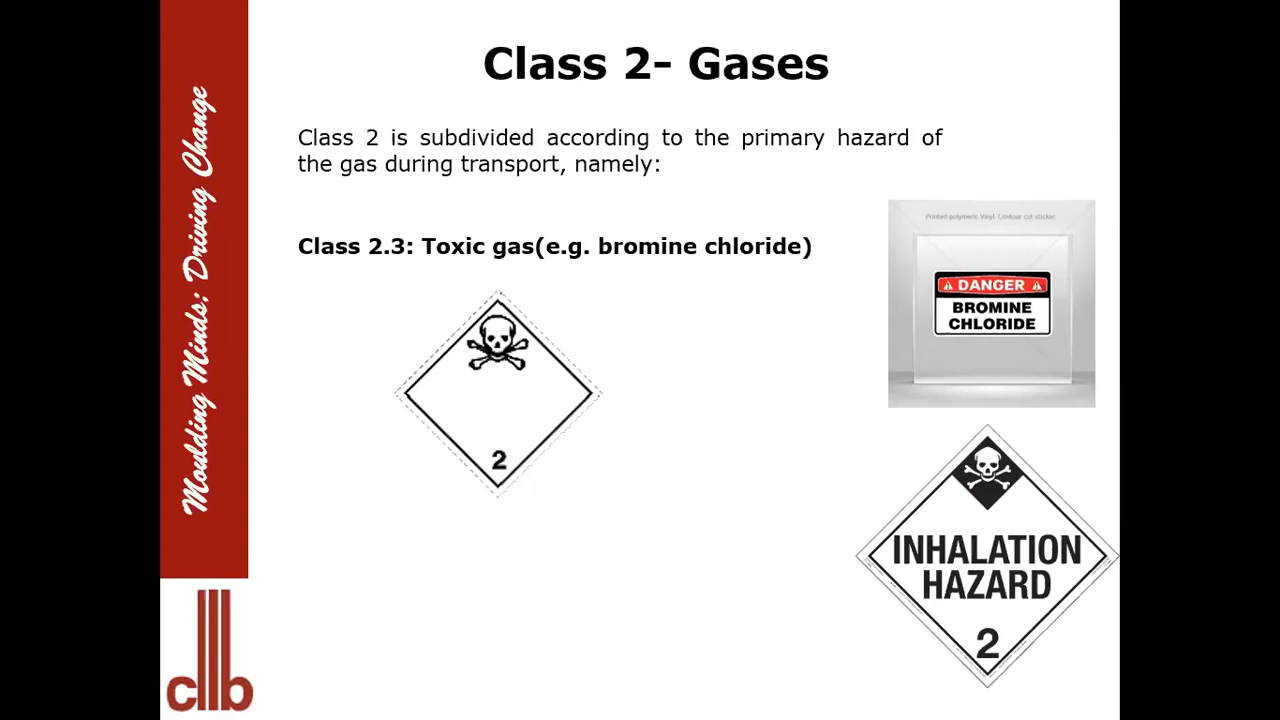 Class 2- Gases
Class 2 is subdivided according to the primary hazard of
the gas during transport, namely:
Class 2.3: Toxic gas(e.g. bromine chloride)
2
Printed polymeric Vinyl. Contour cut sticker.
DANGER
BROMINE
CHLORIDE
INHALATION
HAZARD
2
Moulding Minds; Driving Change
cllb